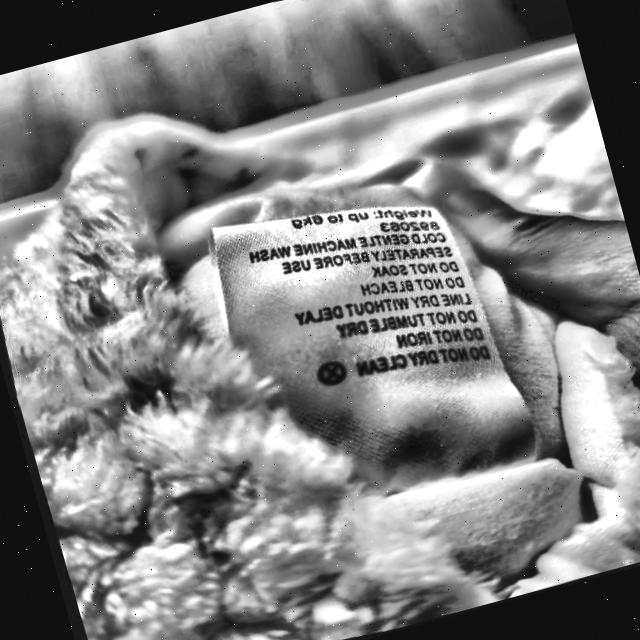 Weight: up to 6kg
892083
COLD GENTLE MACHINE WASH
SEPARATELY BEFORE USE
DO NOT SOAK
DO NOT BLEACH
LINE DRY WITHOUT DELAY
DO NOT TUMBLE DRY
DO NOT IRON
DO NOT DRY CLEAN